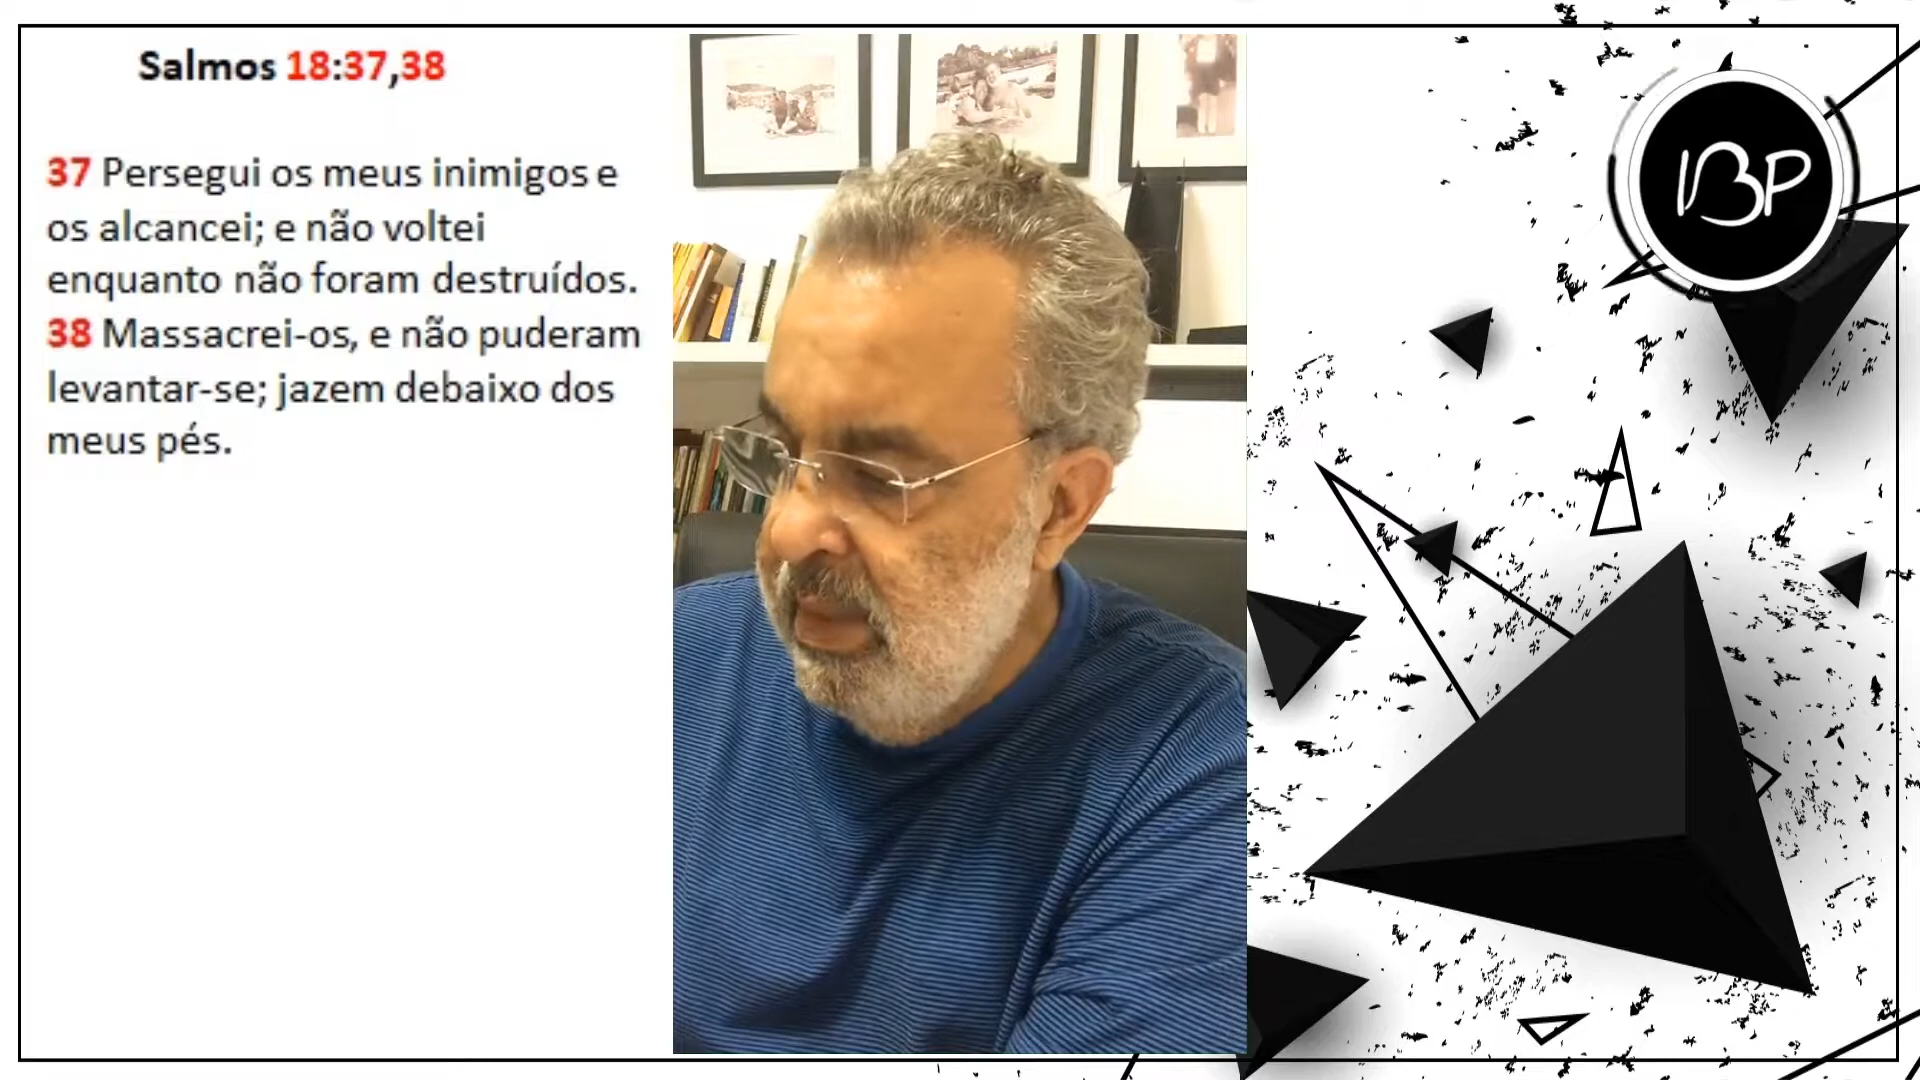 Salmos 18:37,38
37 Persegui os meus inimigos e
os alcancei; e não voltei
enquanto não foram destruídos.
38 Massacrei-os, e não puderam
levantar-se; jazem debaixo dos
meus pés.
IBP